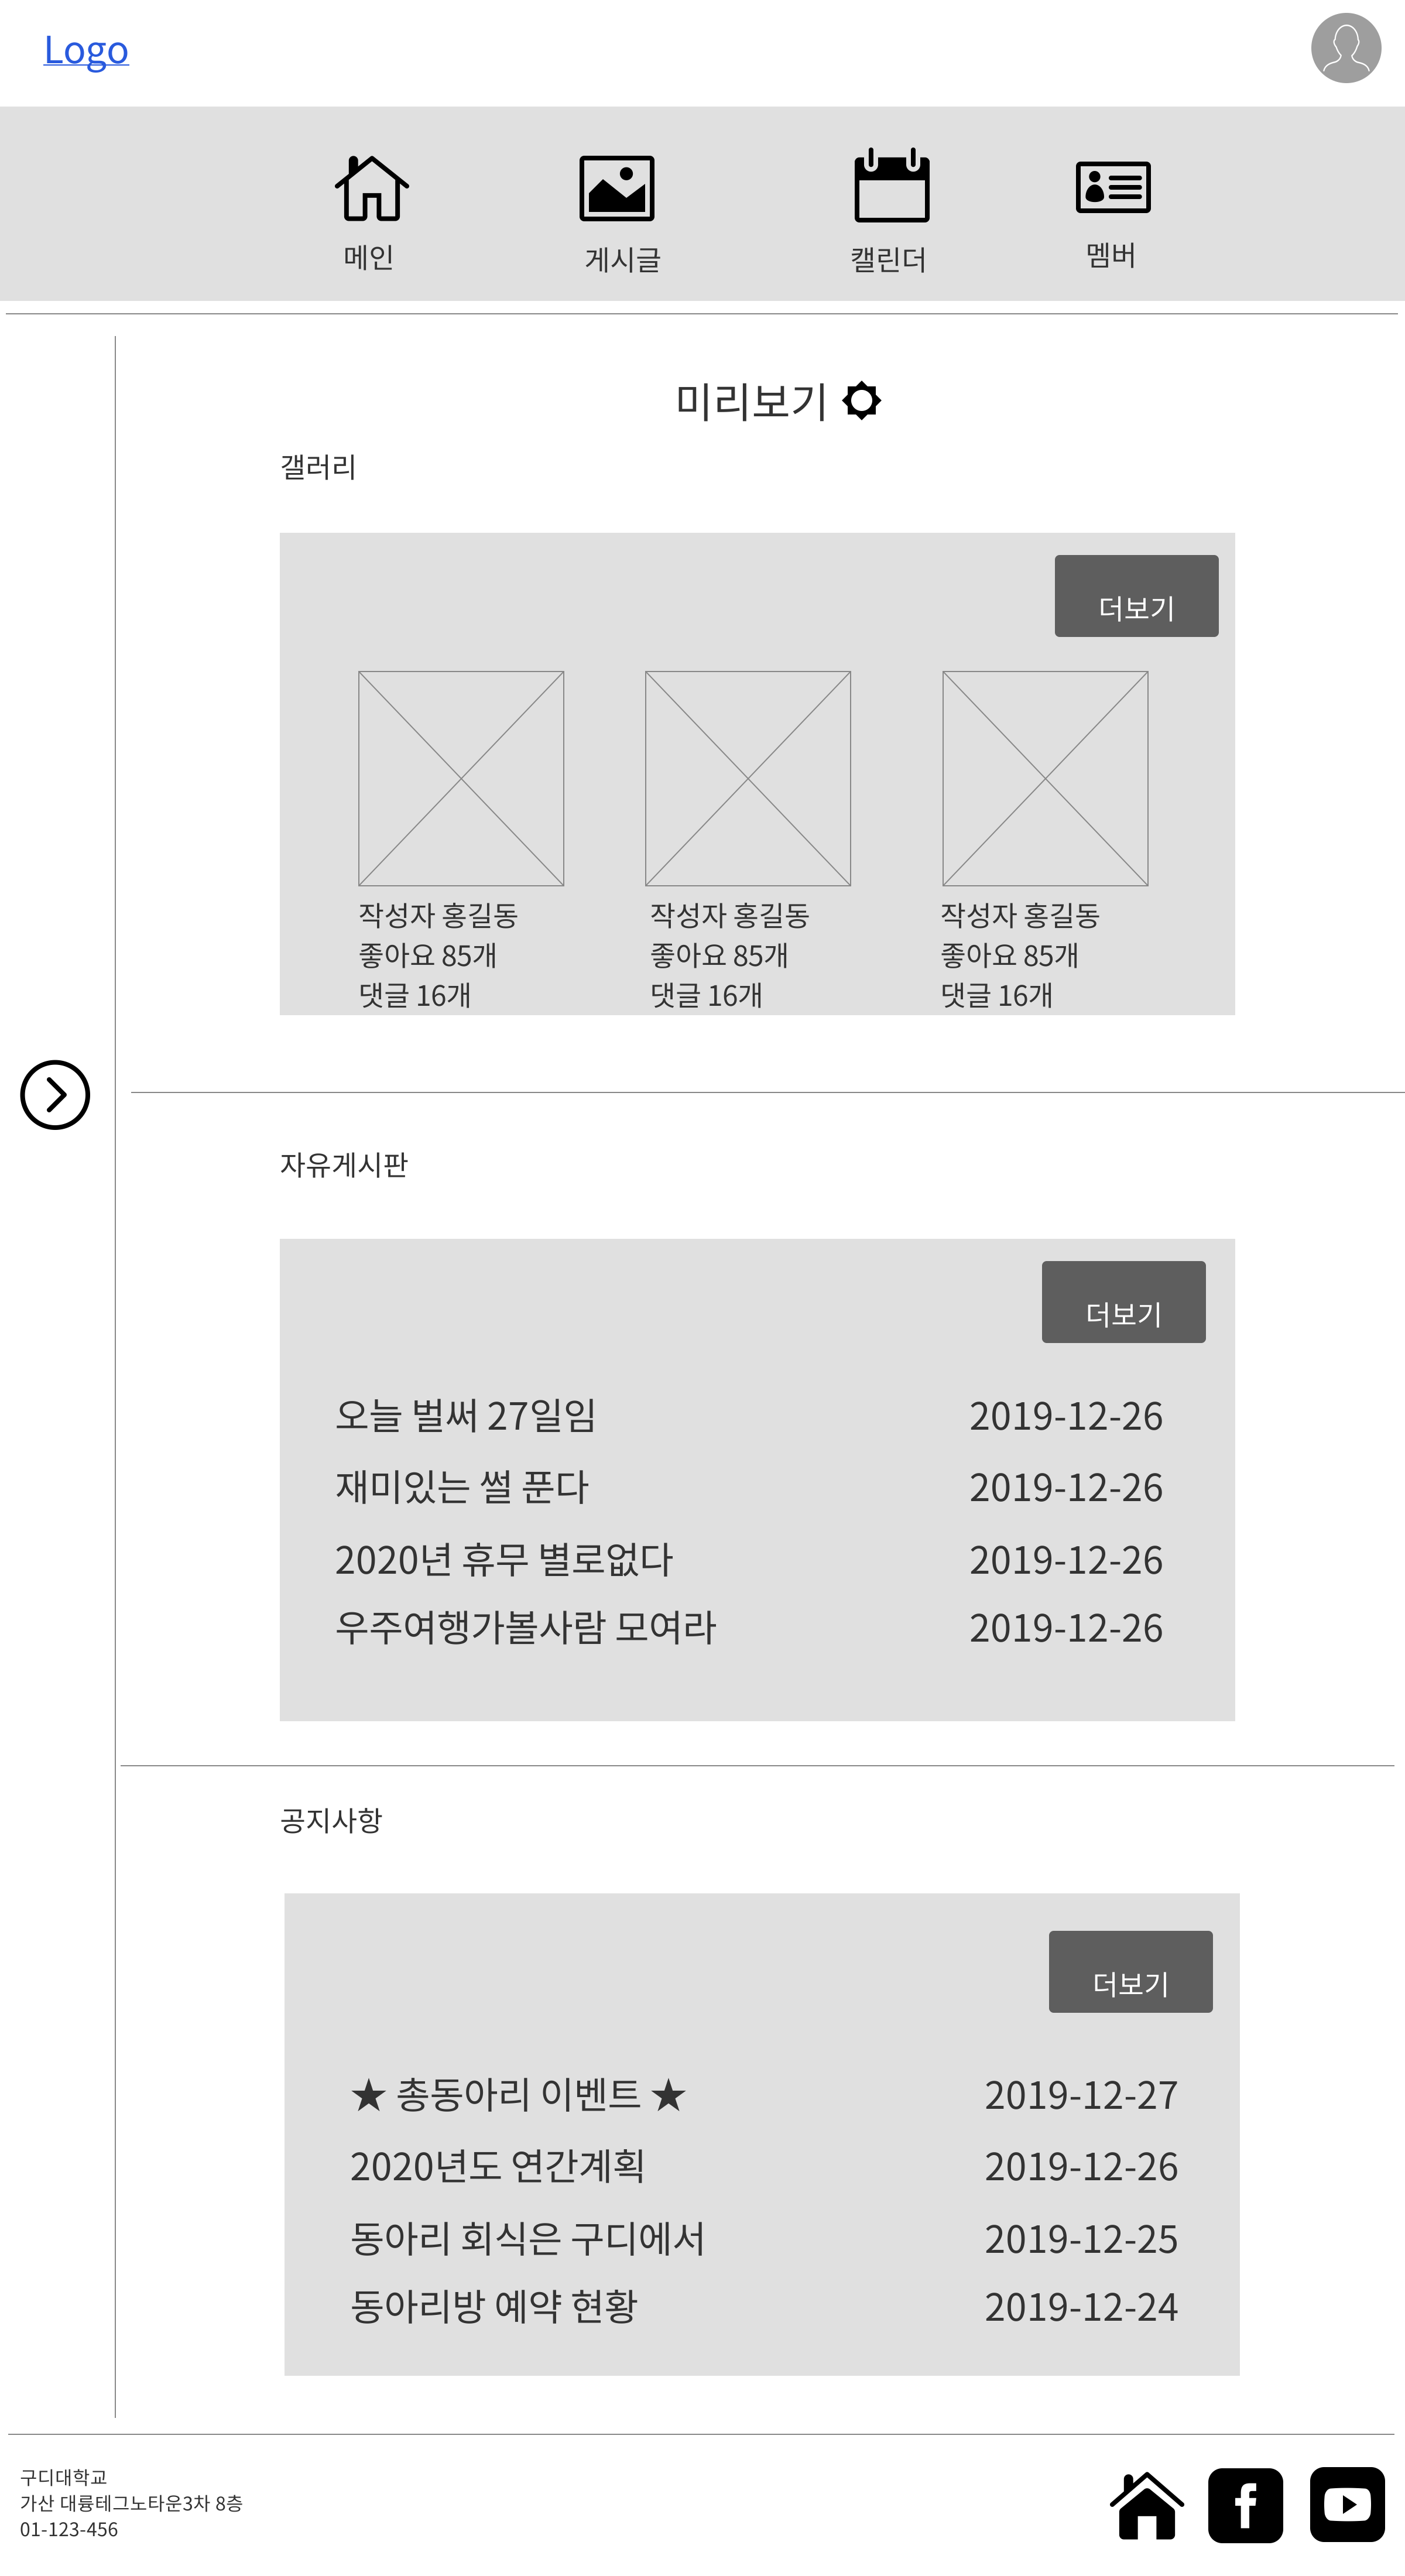 Logo
메인
게시글
캘린더
멤버
미리보기
갤러리
더보기
작성자 홍길동
좋아요 85개
댓글 16개
작성자 홍길동
좋아요 85개
댓글 16개
작성자 홍길동
좋아요 85개
댓글 16개
자유게시판
더보기
오늘 벌써 27일임 2019-12-26
재미있는 썰 푼다 2019-12-26
2020년 휴무 별로없다 2019-12-26
우주여행가볼사람 모여라 2019-12-26
공지사항
더보기
★ 총동아리 이벤트 ★ 2019-12-27
2020년도 연간계획 2019-12-26
동아리 회식은 구디에서 2019-12-25
동아리방 예약 현황 2019-12-24
구디대학교
가산 대륭테그노타운3차 8층
01-123-456